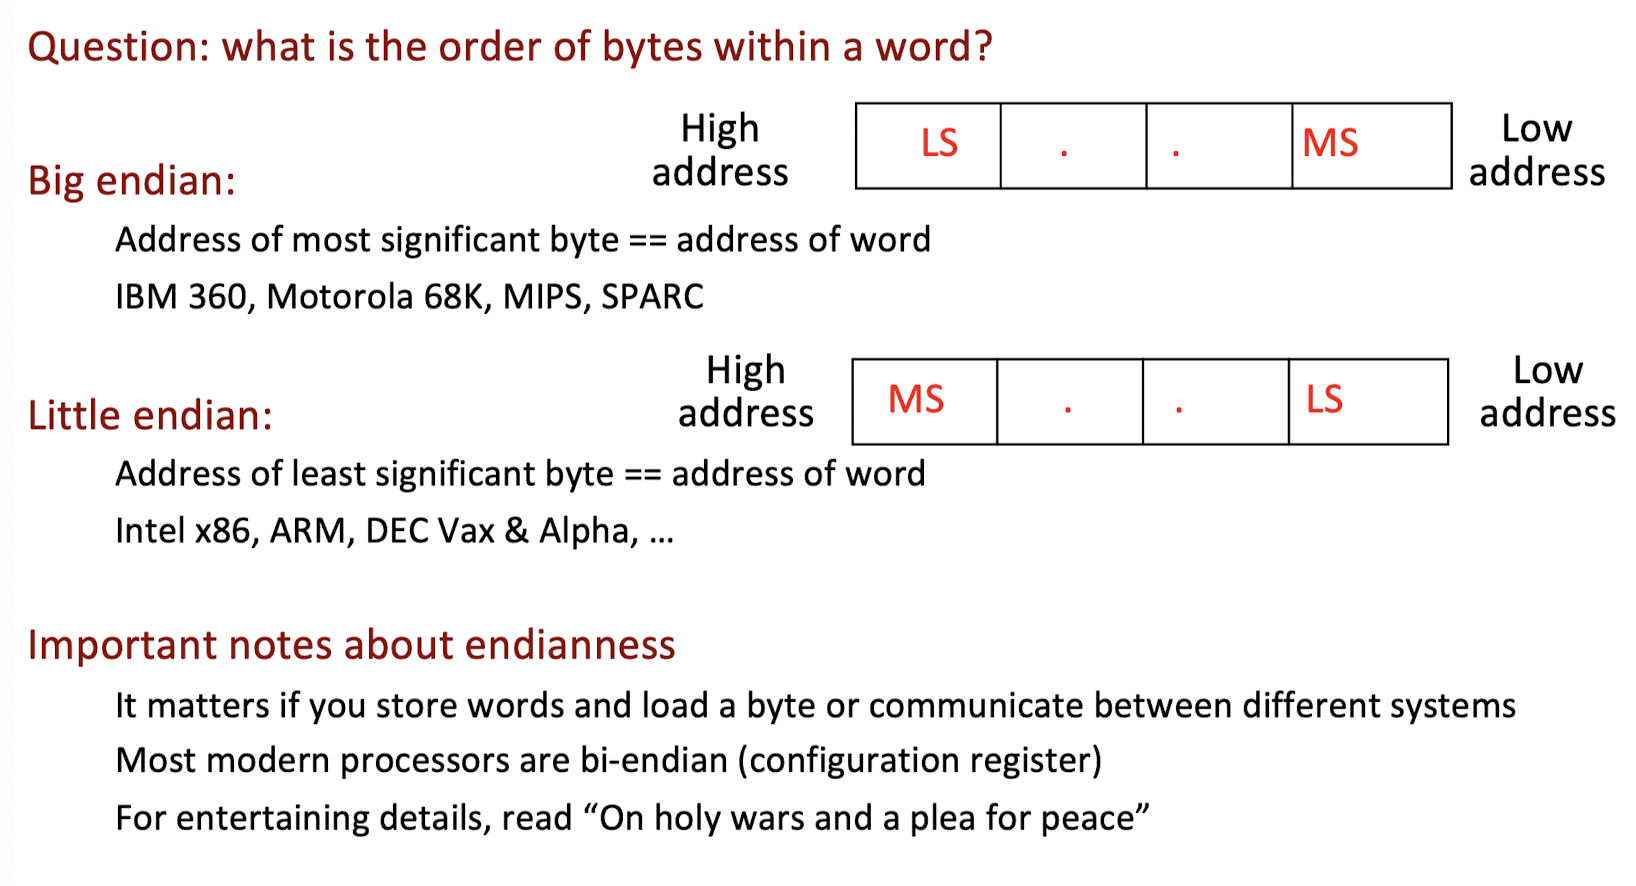 Question: what is the order of bytes within a word?
High address
LS . . MS
Low address
Big endian:
Address of most significant byte == address of word
IBM 360, Motorola 68K, MIPS, SPARC
High address
MS . . LS
Low address
Little endian:
Address of least significant byte == address of word
Intel x86, ARM, DEC Vax & Alpha, ...
Important notes about endianness
It matters if you store words and load a byte or communicate between different systems
Most modern processors are bi-endian (configuration register)
For entertaining details, read “On holy wars and a plea for peace”